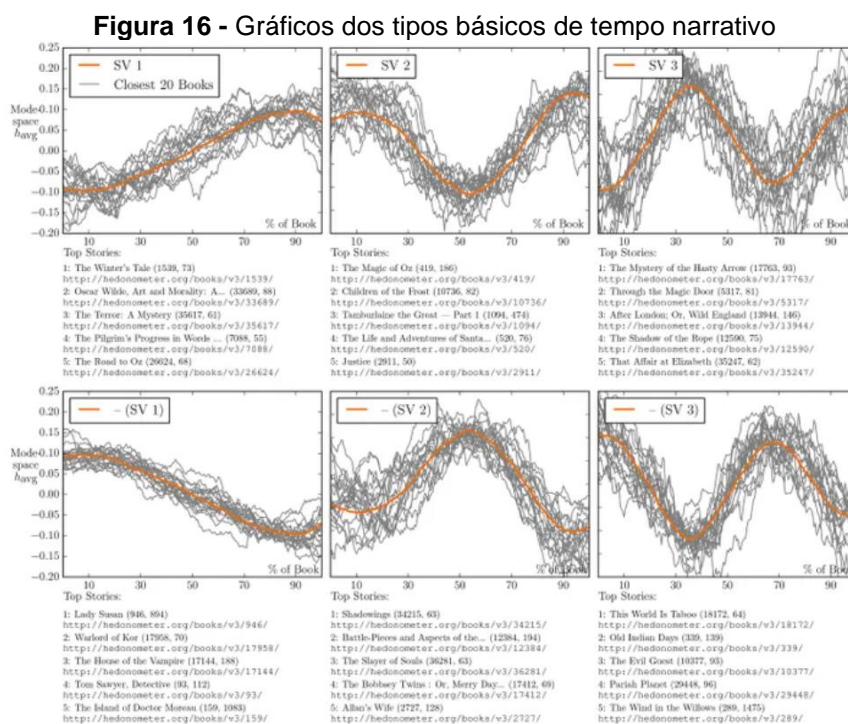 Figura 16 - Gráficos dos tipos básicos de tempo narrativo
0.25
0.20
0.15
Mode-0.10
space
h_avg 0.05
0.00
−0.05
−0.10
−0.15
−0.20
SV 1
Closest 20 Books
% of Book
10 30 50 70 90
SV 2
% of Book
10 30 50 70 90
SV 3
% of Book
10 30 50 70 90
Top Stories:
1: The Winter's Tale (1539, 73)
http://hedonometer.org/books/v3/1539/
2: Oscar Wilde, Art and Morality: A... (33689, 88)
http://hedonometer.org/books/v3/33689/
3: The Terror: A Mystery (35617, 61)
http://hedonometer.org/books/v3/35617/
4: The Pilgrim's Progress in Words ... (7088, 55)
http://hedonometer.org/books/v3/7088/
5: The Road to Oz (26624, 68)
http://hedonometer.org/books/v3/26624/
Top Stories:
1: The Magic of Oz (419, 186)
http://hedonometer.org/books/v3/419/
2: Children of the Frost (10736, 82)
http://hedonometer.org/books/v3/10736/
3: Tamburlaine the Great — Part 1 (1094, 474)
http://hedonometer.org/books/v3/1094/
4: The Life and Adventures of Santa... (520, 76)
http://hedonometer.org/books/v3/520/
5: Justice (2911, 50)
http://hedonometer.org/books/v3/2911/
Top Stories:
1: The Mystery of the Hasty Arrow (17763, 93)
http://hedonometer.org/books/v3/17763/
2: Through the Magic Door (5317, 81)
http://hedonometer.org/books/v3/5317/
3: After London; Or, Wild England (13944, 146)
http://hedonometer.org/books/v3/13944/
4: The Shadow of the Rope (12590, 75)
http://hedonometer.org/books/v3/12590/
5: That Affair at Elizabeth (35247, 62)
http://hedonometer.org/books/v3/35247/
0.25
0.20
0.15
Mode-0.10
space
h_avg 0.05
0.00
−0.05
−0.10
−0.15
−0.20
− (SV 1)
% of Book
10 30 50 70 90
− (SV 2)
% of Book
10 30 50 70 90
− (SV 3)
% of Book
10 30 50 70 90
Top Stories:
1: Lady Susan (946, 894)
http://hedonometer.org/books/v3/946/
2: Warlord of Kor (17958, 70)
http://hedonometer.org/books/v3/17958/
3: The House of the Vampire (17144, 188)
http://hedonometer.org/books/v3/17144/
4: Tom Sawyer, Detective (93, 112)
http://hedonometer.org/books/v3/93/
5: The Island of Doctor Moreau (159, 1083)
http://hedonometer.org/books/v3/159/
Top Stories:
1: Shadowings (34215, 63)
http://hedonometer.org/books/v3/34215/
2: Battle-Pieces and Aspects of the... (12384, 194)
http://hedonometer.org/books/v3/12384/
3: The Slayer of Souls (36281, 63)
http://hedonometer.org/books/v3/36281/
4: The Bobbsey Twins : Or, Merry Day... (17412, 69)
http://hedonometer.org/books/v3/17412/
5: Allan's Wife (2727, 128)
http://hedonometer.org/books/v3/2727/
Top Stories:
1: This World Is Taboo (18172, 64)
http://hedonometer.org/books/v3/18172/
2: Old Indian Days (339, 139)
http://hedonometer.org/books/v3/339/
3: The Evil Guest (10377, 93)
http://hedonometer.org/books/v3/10377/
4: Parish Planet (29448, 96)
http://hedonometer.org/books/v3/29448/
5: The Wind in the Willows (289, 1475)
http://hedonometer.org/books/v3/289/